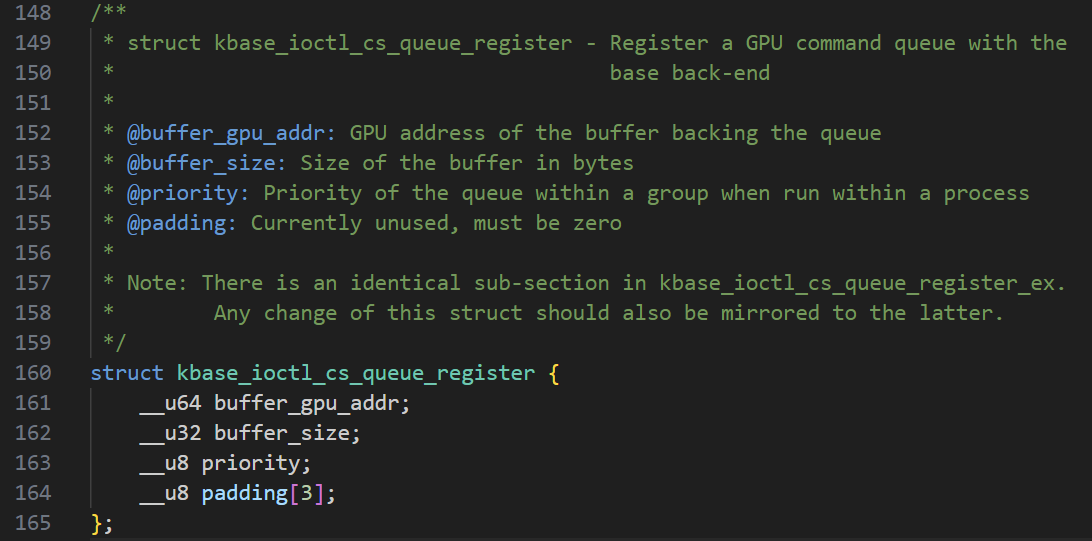 148 /**
149  * struct kbase_ioctl_cs_queue_register - Register a GPU command queue with the
150  *                                        base back-end
151  *
152  * @buffer_gpu_addr: GPU address of the buffer backing the queue
153  * @buffer_size: Size of the buffer in bytes
154  * @priority: Priority of the queue within a group when run within a process
155  * @padding: Currently unused, must be zero
156  *
157  * Note: There is an identical sub-section in kbase_ioctl_cs_queue_register_ex.
158  *        Any change of this struct should also be mirrored to the latter.
159  */
160 struct kbase_ioctl_cs_queue_register {
161     __u64 buffer_gpu_addr;
162     __u32 buffer_size;
163     __u8 priority;
164     __u8 padding[3];
165 };